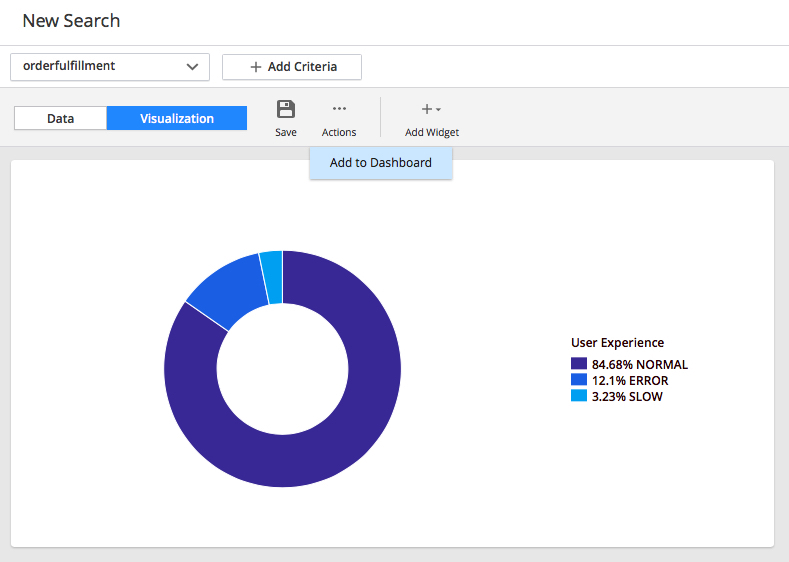 New Search
orderfulfillment
+ Add Criteria
Data
Visualization
Save
Actions
Add Widget
Add to Dashboard
User Experience
84.68% NORMAL
12.1% ERROR
3.23% SLOW